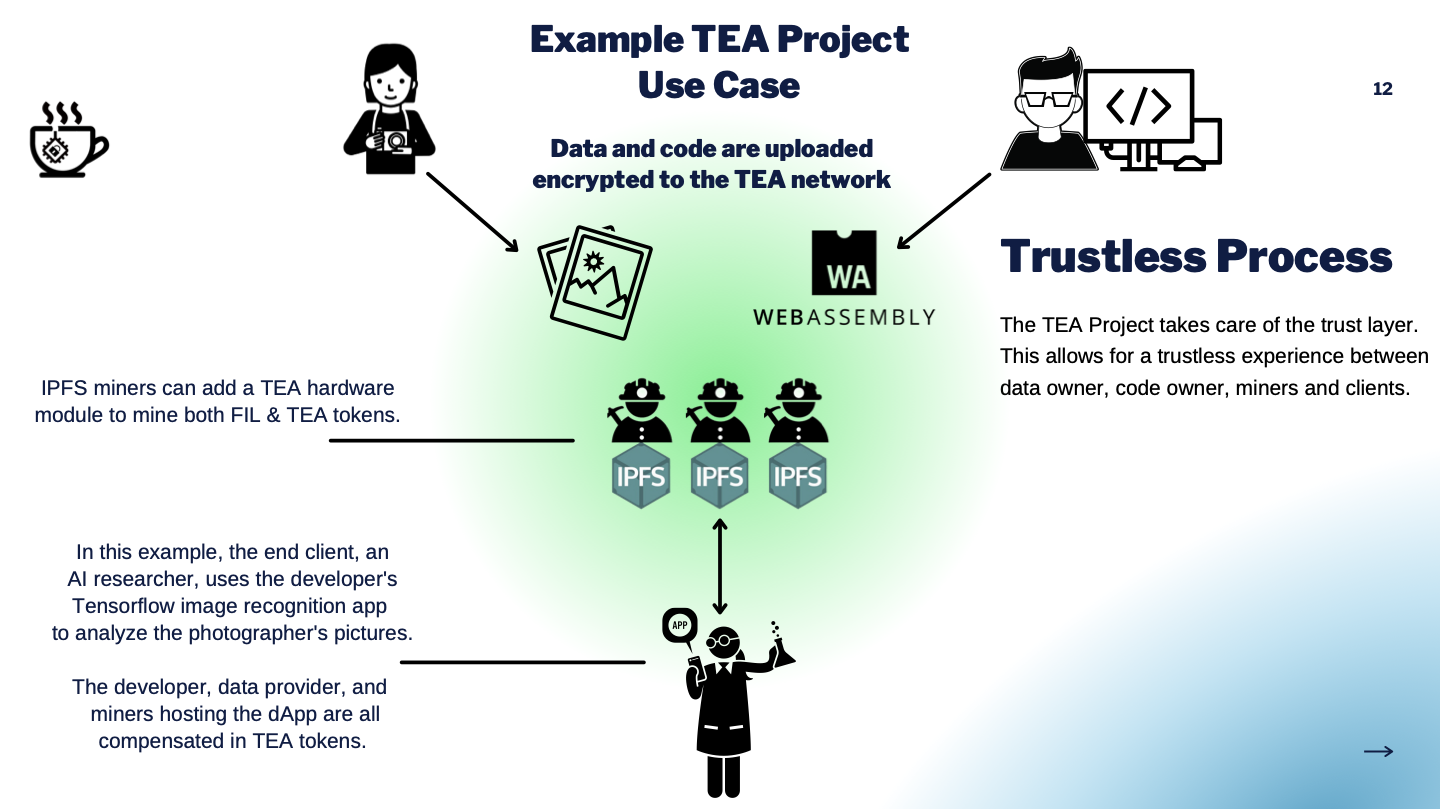 Example TEA Project
Use Case
12
Data and code are uploaded
encrypted to the TEA network
</>
WA
WEBASSEMBLY
Trustless Process
The TEA Project takes care of the trust layer.
This allows for a trustless experience between
data owner, code owner, miners and clients.
IPFS miners can add a TEA hardware
module to mine both FIL & TEA tokens.
IPFS
IPFS
IPFS
In this example, the end client, an
AI researcher, uses the developer's
Tensorflow image recognition app
to analyze the photographer's pictures.
APP
The developer, data provider, and
miners hosting the dApp are all
compensated in TEA tokens.